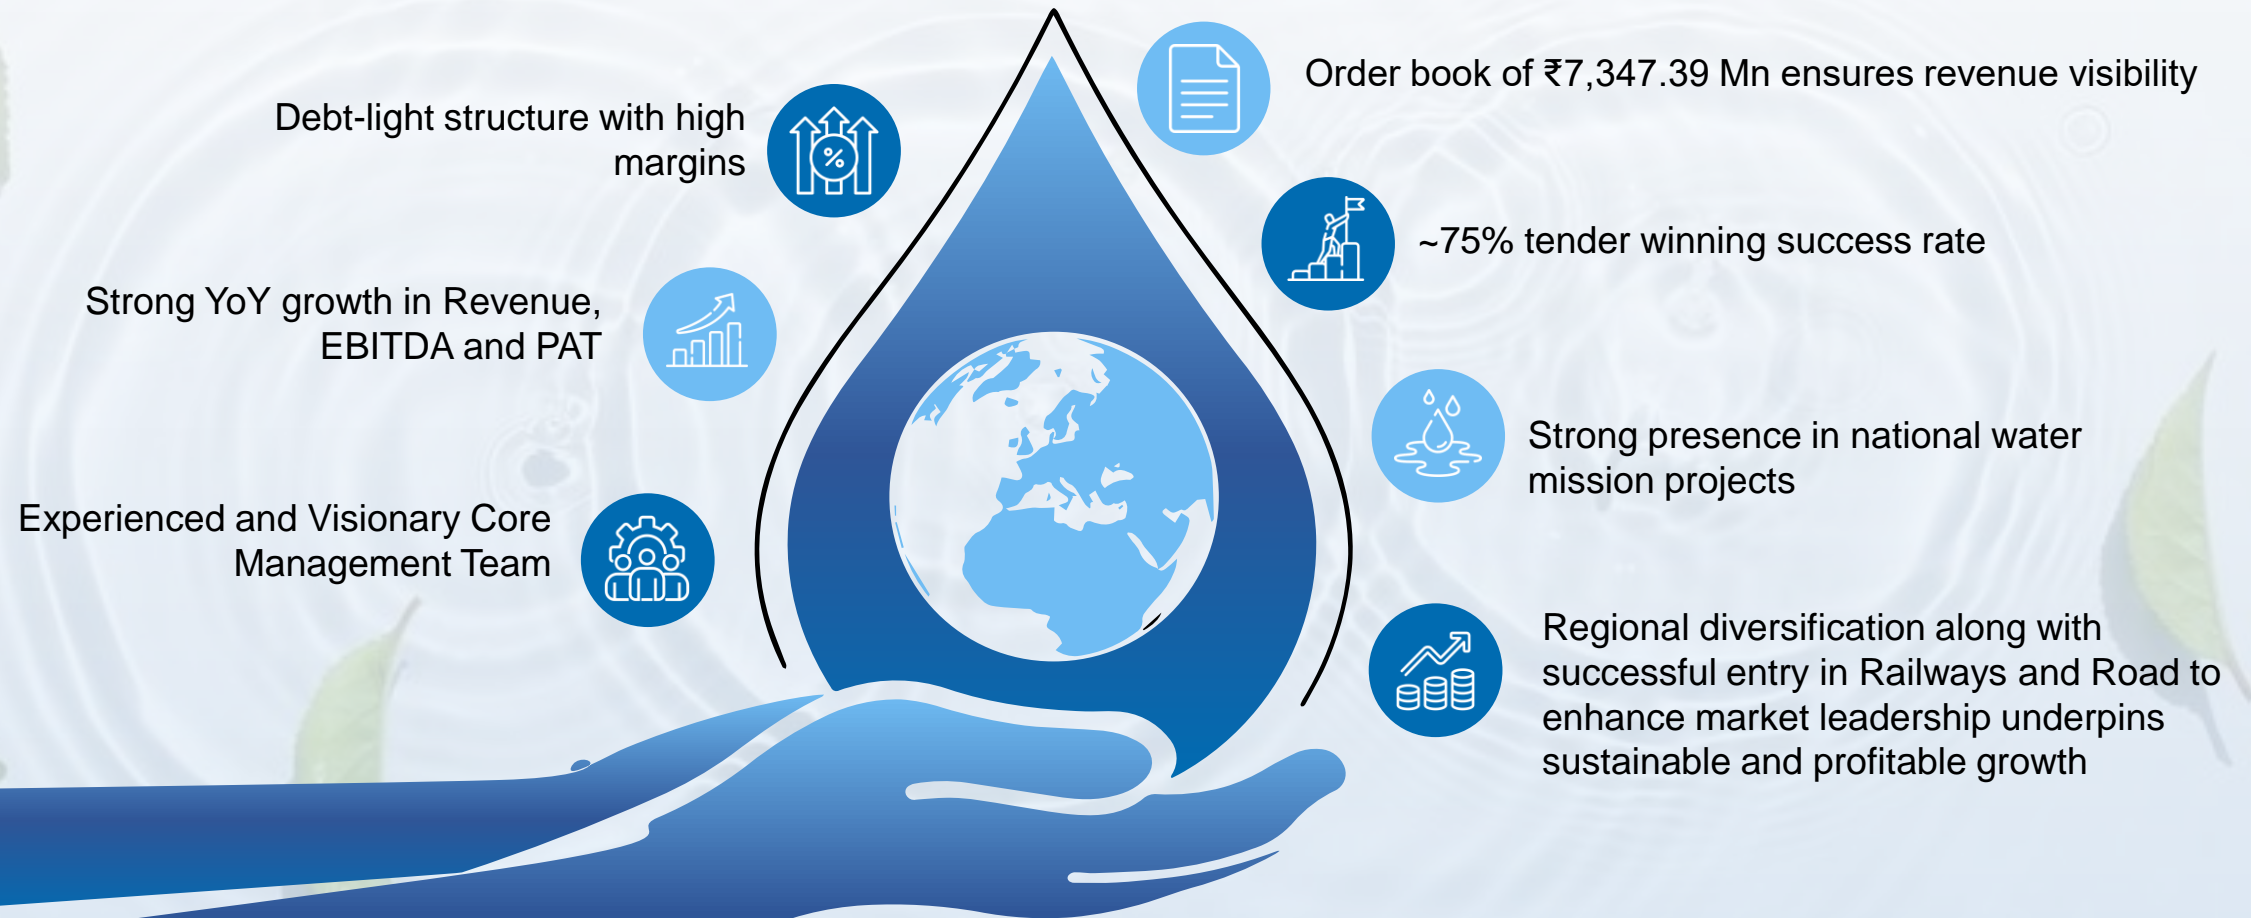 Debt-light structure with high
margins
Strong YoY growth in Revenue,
EBITDA and PAT
Experienced and Visionary Core
Management Team
Order book of ₹7,347.39 Mn ensures revenue visibility
~75% tender winning success rate
Strong presence in national water
mission projects
Regional diversification along with
successful entry in Railways and Road to
enhance market leadership underpins
sustainable and profitable growth
%